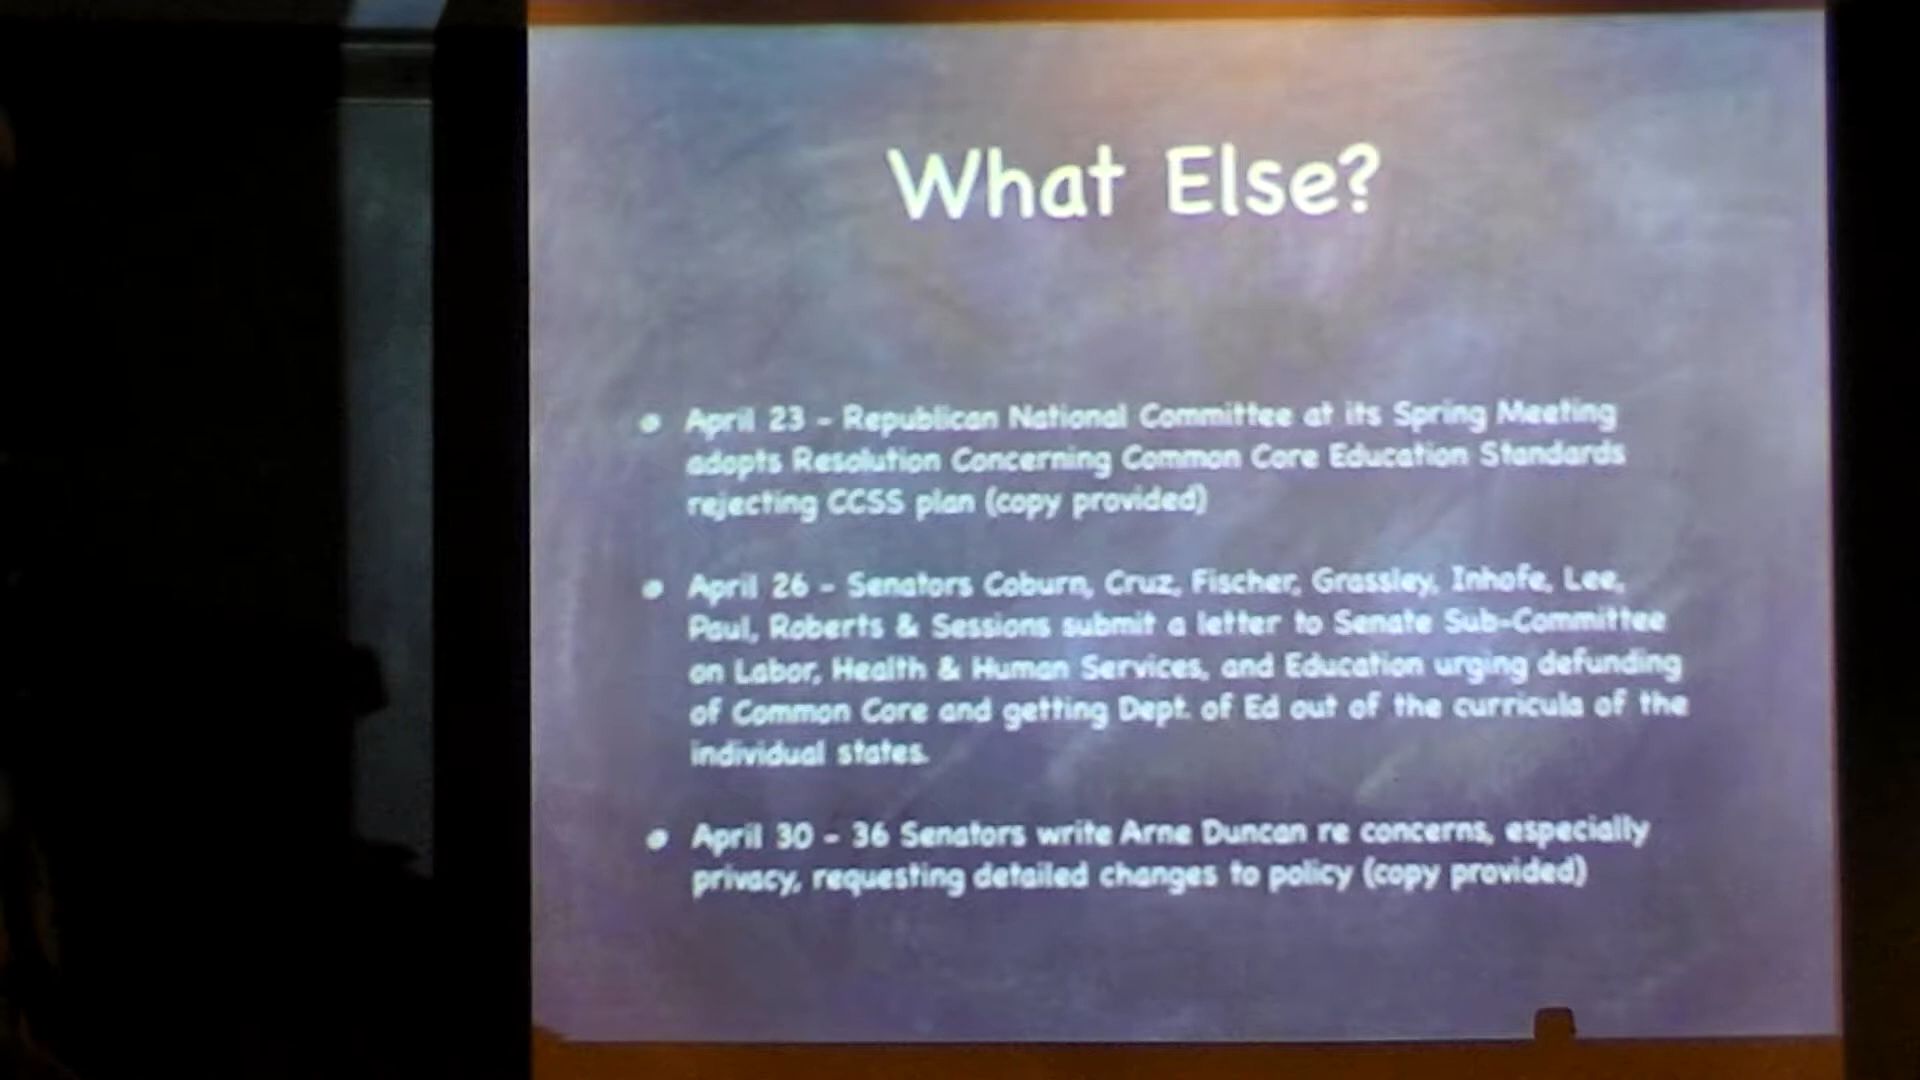 What Else?
• April 23 - Republican National Committee at its Spring Meeting
adopts Resolution Concerning Common Core Education Standards
rejecting CCSS plan (copy provided)
• April 26 - Senators Coburn, Cruz, Fischer, Grassley, Inhofe, Lee,
Paul, Roberts & Sessions submit a letter to Senate Sub-Committee
on Labor, Health & Human Services, and Education urging defunding
of Common Core and getting Dept. of Ed out of the curricula of the
individual states.
• April 30 - 36 Senators write Arne Duncan re concerns, especially
privacy, requesting detailed changes to policy (copy provided)